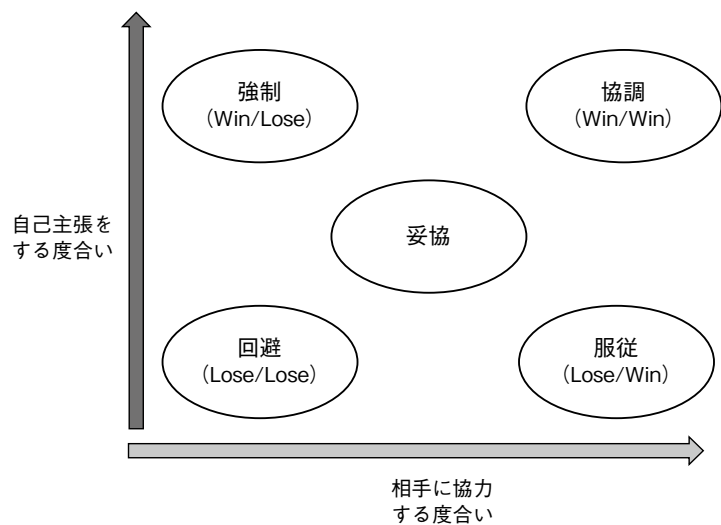 強制
(Win/Lose)
協調
(Win/Win)
自己主張を
する度合い
妥協
回避
(Lose/Lose)
服従
(Lose/Win)
相手に協力
する度合い